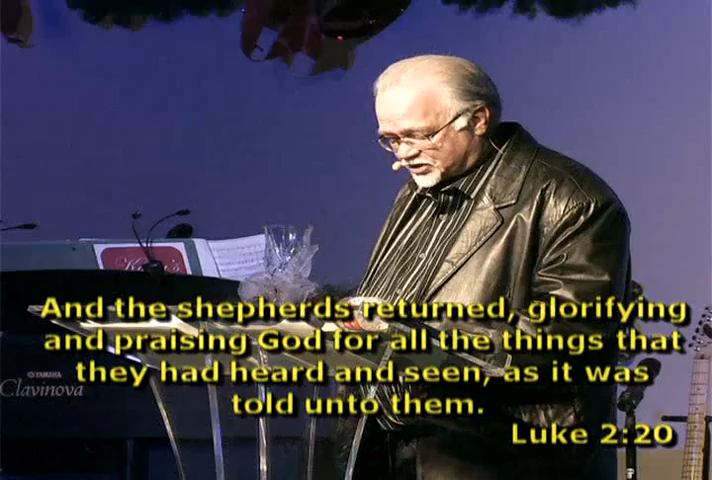 And the shepherds returned, glorifying
and praising God for all the things that
they had heard and seen, as it was
told unto them.
Luke 2:20
YAMAHA
Clavinova